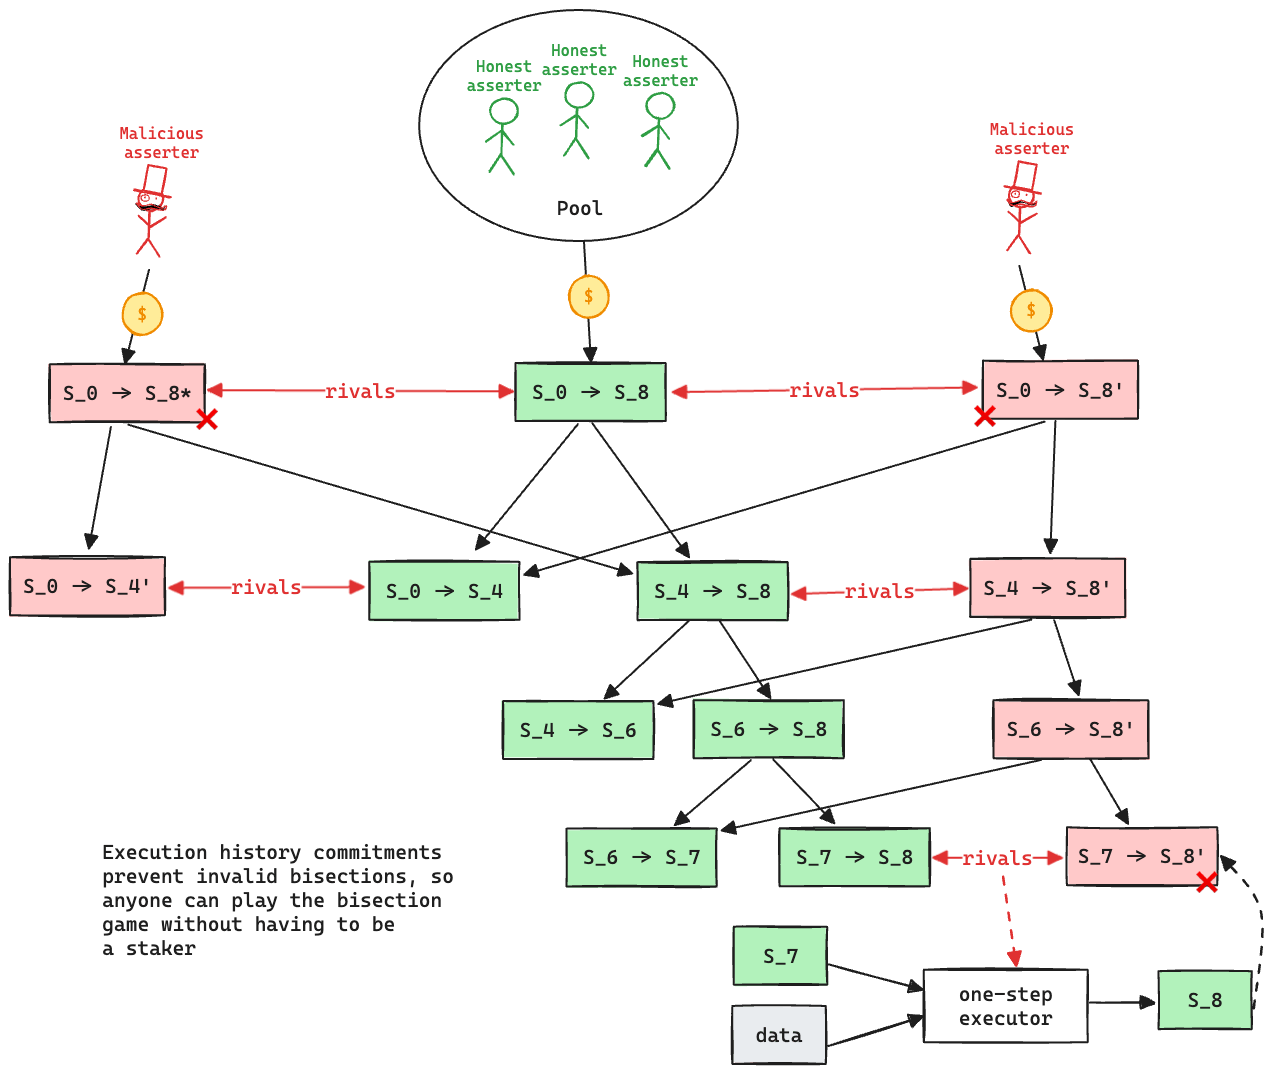 Honest
asserter
Honest
asserter
Honest
asserter
Malicious
asserter
Malicious
asserter
Pool
$
$
$
S_0 → S_8*
rivals
S_0 → S_8
rivals
S_0 → S_8'
S_0 → S_4'
rivals
S_0 → S_4
S_4 → S_8
rivals
S_4 → S_8'
S_4 → S_6
S_6 → S_8
S_6 → S_8'
S_6 → S_7
S_7 → S_8
rivals
S_7 → S_8'
Execution history commitments
prevent invalid bisections, so
anyone can play the bisection
game without having to be
a staker
S_7
one-step
executor
S_8
data